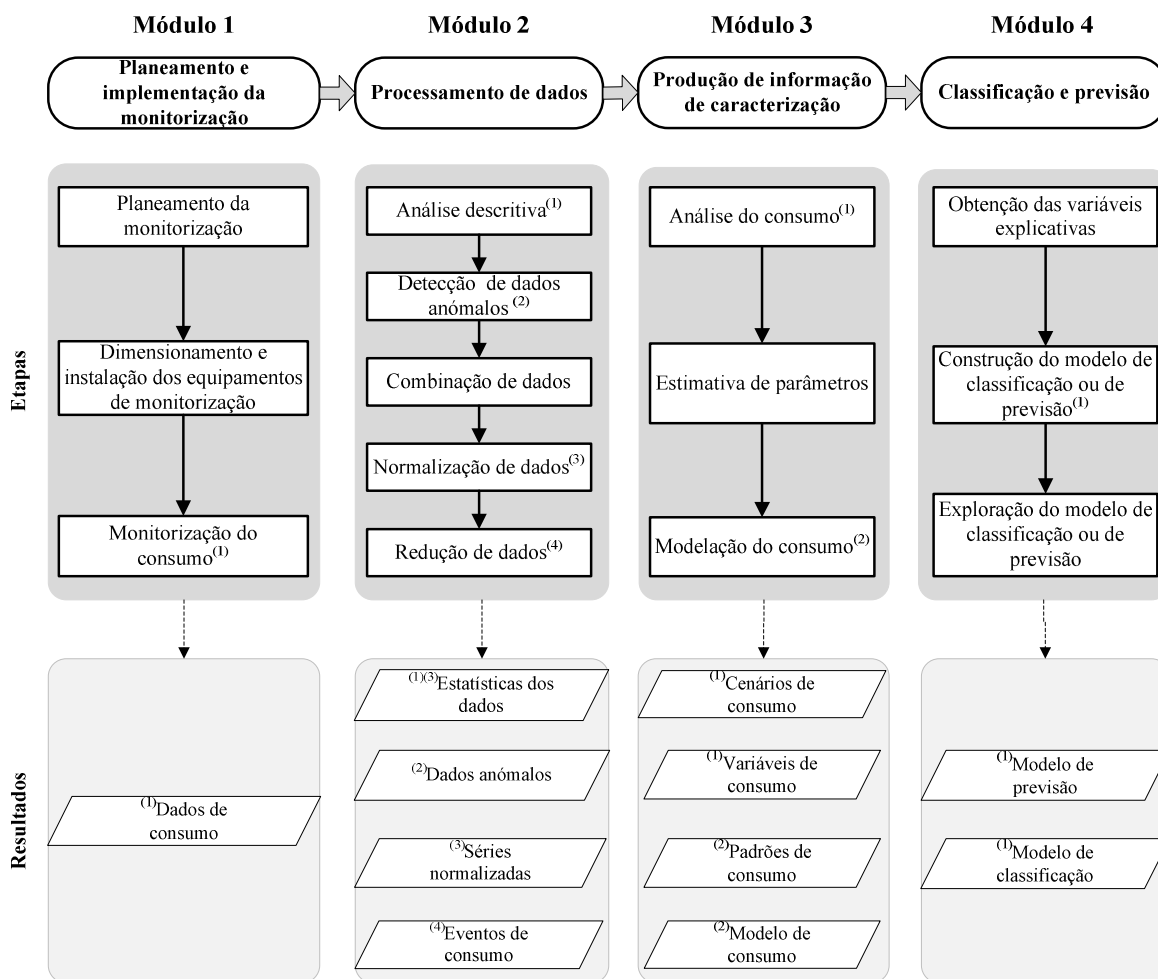 Módulo 1
Módulo 2
Módulo 3
Módulo 4
Planeamento e
implementação da
monitorização
Processamento de dados
Produção de informação
de caracterização
Classificação e previsão
Etapas
Planeamento da
monitorização
Dimensionamento e
instalação dos equipamentos
de monitorização
Monitorização do
consumo(1)
Análise descritiva(1)
Detecção de dados
anómalos (2)
Combinação de dados
Normalização de dados(3)
Redução de dados(4)
Análise do consumo(1)
Estimativa de parâmetros
Modelação do consumo(2)
Obtenção das variáveis
explicativas
Construção do modelo de
classificação ou de
previsão(1)
Exploração do modelo de
classificação ou de
previsão
Resultados
(1)Dados de
consumo
(1)(3)Estatísticas dos
dados
(2)Dados anómalos
(3)Séries
normalizadas
(4)Eventos de
consumo
(1)Cenários de
consumo
(1)Variáveis de
consumo
(2)Padrões de
consumo
(2)Modelo de
consumo
(1)Modelo de
previsão
(1)Modelo de
classificação